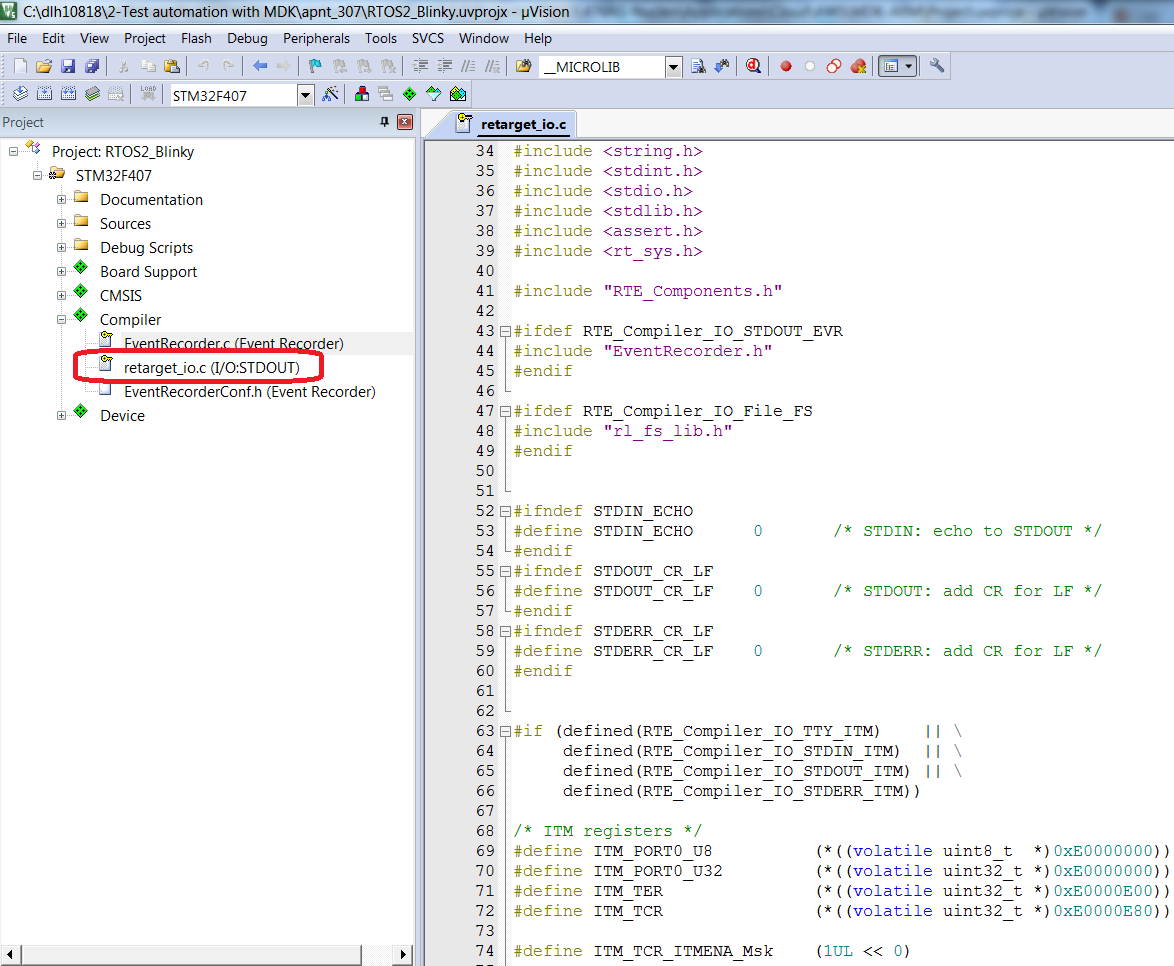 C:\dlh10818\2-Test automation with MDK\apnt_307\RTOS2_Blinky.uvprojx - µVision
File Edit View Project Flash Debug Peripherals Tools SVCS Window Help
__MICROLIB
LOAD
STM32F407
Project
retarget_io.c
Project: RTOS2_Blinky
STM32F407
Documentation
Sources
Debug Scripts
Board Support
CMSIS
Compiler
EventRecorder.c (Event Recorder)
retarget_io.c (I/O:STDOUT)
EventRecorderConf.h (Event Recorder)
Device
34 #include <string.h>
35 #include <stdint.h>
36 #include <stdio.h>
37 #include <stdlib.h>
38 #include <assert.h>
39 #include <rt_sys.h>
40
41 #include "RTE_Components.h"
42
43 #ifdef RTE_Compiler_IO_STDOUT_EVR
44 #include "EventRecorder.h"
45 #endif
46
47 #ifdef RTE_Compiler_IO_File_FS
48 #include "rl_fs_lib.h"
49 #endif
50
51
52 #ifndef STDIN_ECHO
53 #define STDIN_ECHO      0       /* STDIN: echo to STDOUT */
54 #endif
55 #ifndef STDOUT_CR_LF
56 #define STDOUT_CR_LF    0       /* STDOUT: add CR for LF */
57 #endif
58 #ifndef STDERR_CR_LF
59 #define STDERR_CR_LF    0       /* STDERR: add CR for LF */
60 #endif
61
62
63 #if (defined(RTE_Compiler_IO_TTY_ITM)    || \
64      defined(RTE_Compiler_IO_STDIN_ITM)  || \
65      defined(RTE_Compiler_IO_STDOUT_ITM) || \
66      defined(RTE_Compiler_IO_STDERR_ITM))
67
68 /* ITM registers */
69 #define ITM_PORT0_U8          (*((volatile uint8_t  *)0xE0000000))
70 #define ITM_PORT0_U32         (*((volatile uint32_t *)0xE0000000))
71 #define ITM_TER               (*((volatile uint32_t *)0xE0000E00))
72 #define ITM_TCR               (*((volatile uint32_t *)0xE0000E80))
73
74 #define ITM_TCR_ITMENA_Msk    (1UL << 0)